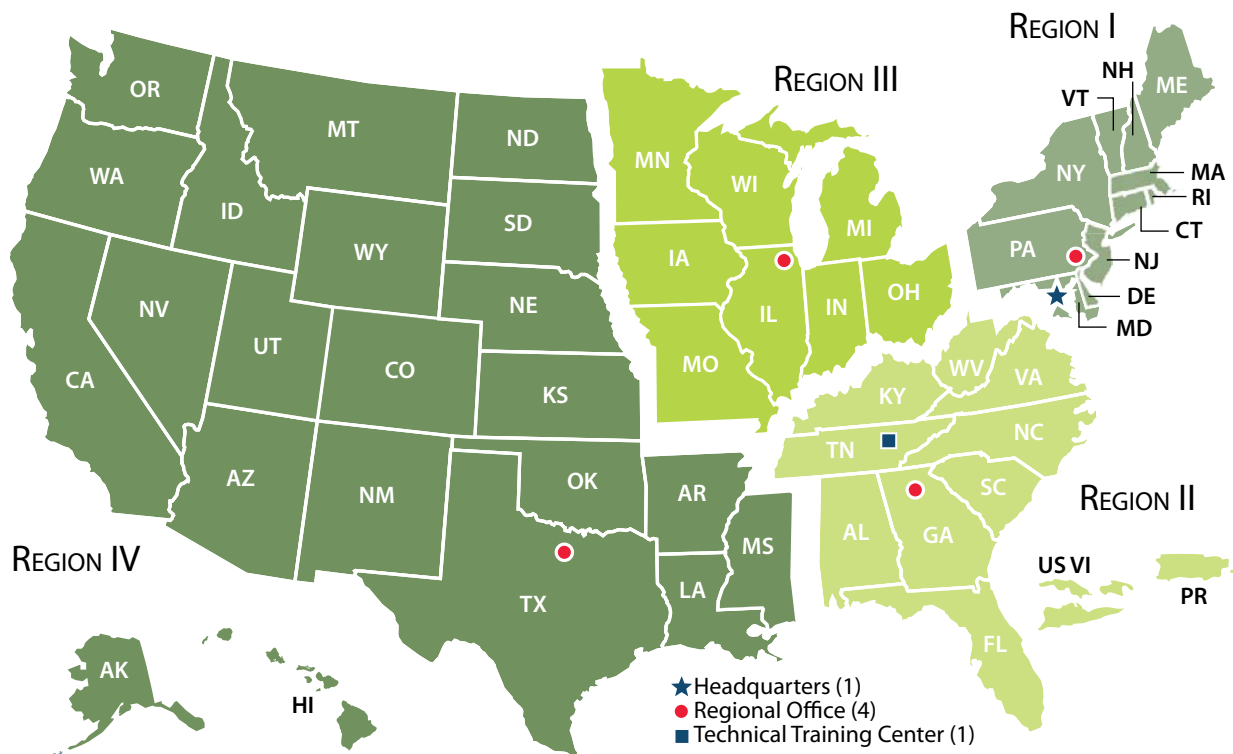 REGION I
REGION III
NH
ME
VT
OR
MT
ND
MN
WI
NY
MA
RI
WA
ID
SD
MI
CT
WY
IA
PA
NJ
NE
OH
DE
NV
IL
IN
MD
UT
CO
MO
WV
VA
CA
KS
KY
NC
TN
AZ
NM
OK
AR
SC
REGION II
AL
GA
MS
REGION IV
US VI
LA
PR
TX
FL
AK
HI
Headquarters (1)
Regional Office (4)
Technical Training Center (1)